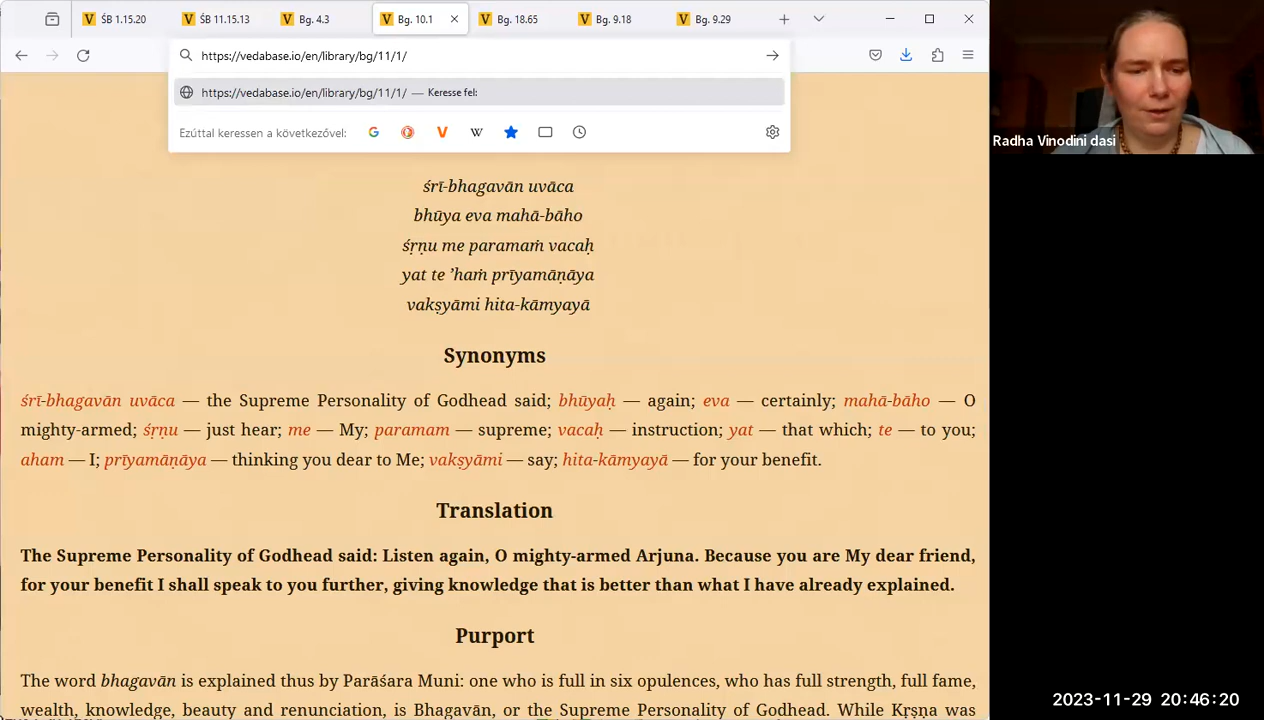 ŚB 1.15.20
ŚB 11.15.13
Bg. 4.3
Bg. 10.1
Bg. 18.65
Bg. 9.18
Bg. 9.29
https://vedabase.io/en/library/bg/11/1/
https://vedabase.io/en/library/bg/11/1/ — Keresse fel:
Ezúttal keressen a következővel:
Radha Vinodini dasi
śrī-bhagavān uvāca
bhūya eva mahā-bāho
śṛṇu me paramaṁ vacaḥ
yat te ’haṁ prīyamāṇāya
vakṣyāmi hita-kāmyayā
Synonyms
śrī-bhagavān uvāca — the Supreme Personality of Godhead said; bhūyaḥ — again; eva — certainly; mahā-bāho — O
mighty-armed; śṛṇu — just hear; me — My; paramam — supreme; vacaḥ — instruction; yat — that which; te — to you;
aham — I; prīyamāṇāya — thinking you dear to Me; vakṣyāmi — say; hita-kāmyayā — for your benefit.
Translation
The Supreme Personality of Godhead said: Listen again, O mighty-armed Arjuna. Because you are My dear friend,
for your benefit I shall speak to you further, giving knowledge that is better than what I have already explained.
Purport
The word bhagavān is explained thus by Parāśara Muni: one who is full in six opulences, who has full strength, full fame,
wealth, knowledge, beauty and renunciation, is Bhagavān, or the Supreme Personality of Godhead. While Kṛṣṇa was
2023-11-29 20:46:20